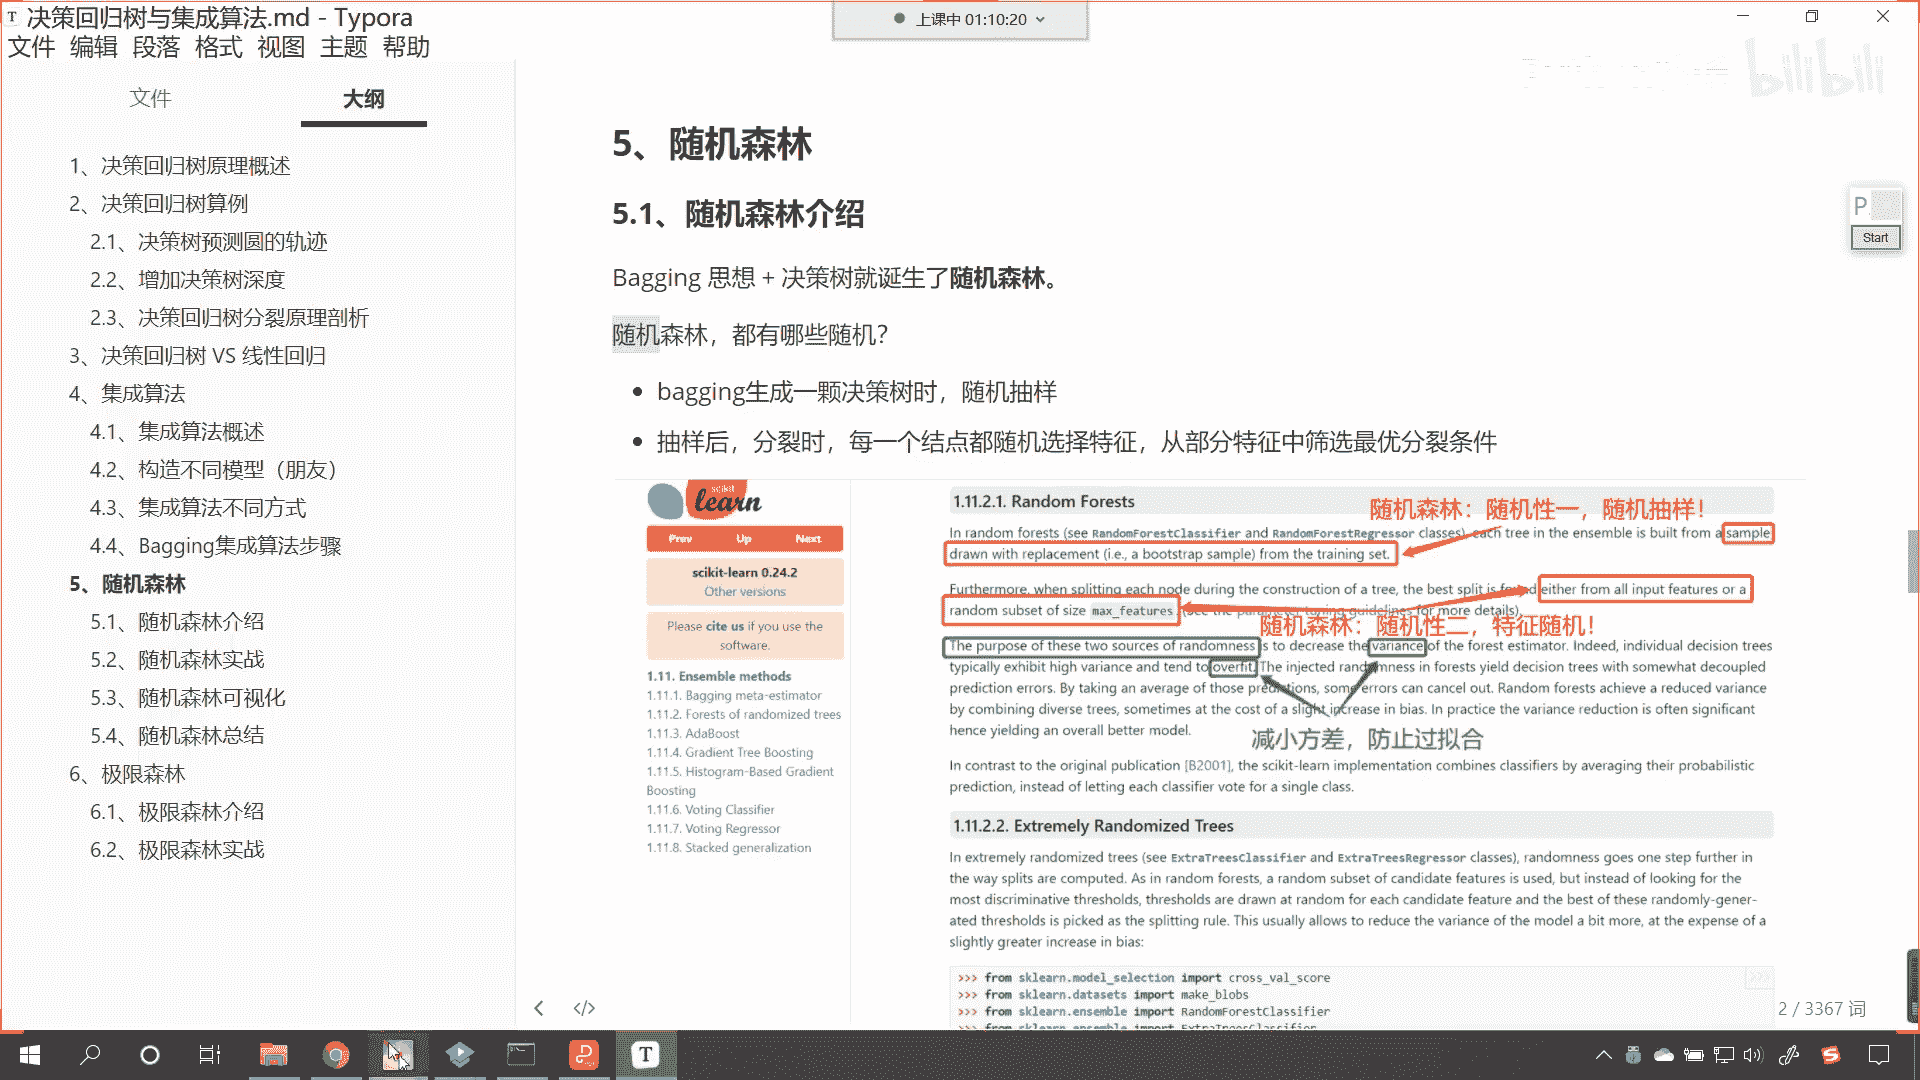 决策回归树与集成算法.md - Typora
上课中 01:10:20
文件 编辑 段落 格式 视图 主题 帮助
bilibili
文件 大纲
1、决策回归树原理概述
2、决策回归树算例
2.1、决策树预测圆的轨迹
2.2、增加决策树深度
2.3、决策回归树分裂原理剖析
3、决策回归树 VS 线性回归
4、集成算法
4.1、集成算法概述
4.2、构造不同模型（朋友）
4.3、集成算法不同方式
4.4、Bagging集成算法步骤
5、随机森林
5.1、随机森林介绍
5.2、随机森林实战
5.3、随机森林可视化
5.4、随机森林总结
6、极限森林
6.1、极限森林介绍
6.2、极限森林实战
5、随机森林
5.1、随机森林介绍
Bagging 思想 + 决策树就诞生了随机森林。
随机森林，都有哪些随机？
bagging生成一颗决策树时，随机抽样
抽样后，分裂时，每一个结点都随机选择特征，从部分特征中筛选最优分裂条件
P
Start
scikit
learn
Prev Up Next
scikit-learn 0.24.2
Other versions
Please cite us if you use the
software.
1.11. Ensemble methods
1.11.1. Bagging meta-estimator
1.11.2. Forests of randomized trees
1.11.3. AdaBoost
1.11.4. Gradient Tree Boosting
1.11.5. Histogram-Based Gradient
Boosting
1.11.6. Voting Classifier
1.11.7. Voting Regressor
1.11.8. Stacked generalization
1.11.2.1. Random Forests
随机森林：随机性一，随机抽样！
In random forests (see RandomForestClassifier and RandomForestRegressor classes), each tree in the ensemble is built from a sample
drawn with replacement (i.e., a bootstrap sample) from the training set.
Furthermore, when splitting each node during the construction of a tree, the best split is found either from all input features or a
random subset of size max_features. (See the parameter tuning guidelines for more details).
随机森林：随机性二，特征随机！
The purpose of these two sources of randomness is to decrease the variance of the forest estimator. Indeed, individual decision trees
typically exhibit high variance and tend to overfit. The injected randomness in forests yield decision trees with somewhat decoupled
prediction errors. By taking an average of those predictions, some errors can cancel out. Random forests achieve a reduced variance
by combining diverse trees, sometimes at the cost of a slight increase in bias. In practice the variance reduction is often significant
hence yielding an overall better model.
减小方差，防止过拟合
In contrast to the original publication [B2001], the scikit-learn implementation combines classifiers by averaging their probabilistic
prediction, instead of letting each classifier vote for a single class.
1.11.2.2. Extremely Randomized Trees
In extremely randomized trees (see ExtraTreesClassifier and ExtraTreesRegressor classes), randomness goes one step further in
the way splits are computed. As in random forests, a random subset of candidate features is used, but instead of looking for the
most discriminative thresholds, thresholds are drawn at random for each candidate feature and the best of these randomly-gener-
ated thresholds is picked as the splitting rule. This usually allows to reduce the variance of the model a bit more, at the expense of a
slightly greater increase in bias:
>>> from sklearn.model_selection import cross_val_score
>>> from sklearn.datasets import make_blobs
>>> from sklearn.ensemble import RandomForestClassifier
>>> from sklearn.ensemble import ExtraTreesClassifier
>>>
2 / 3367 词